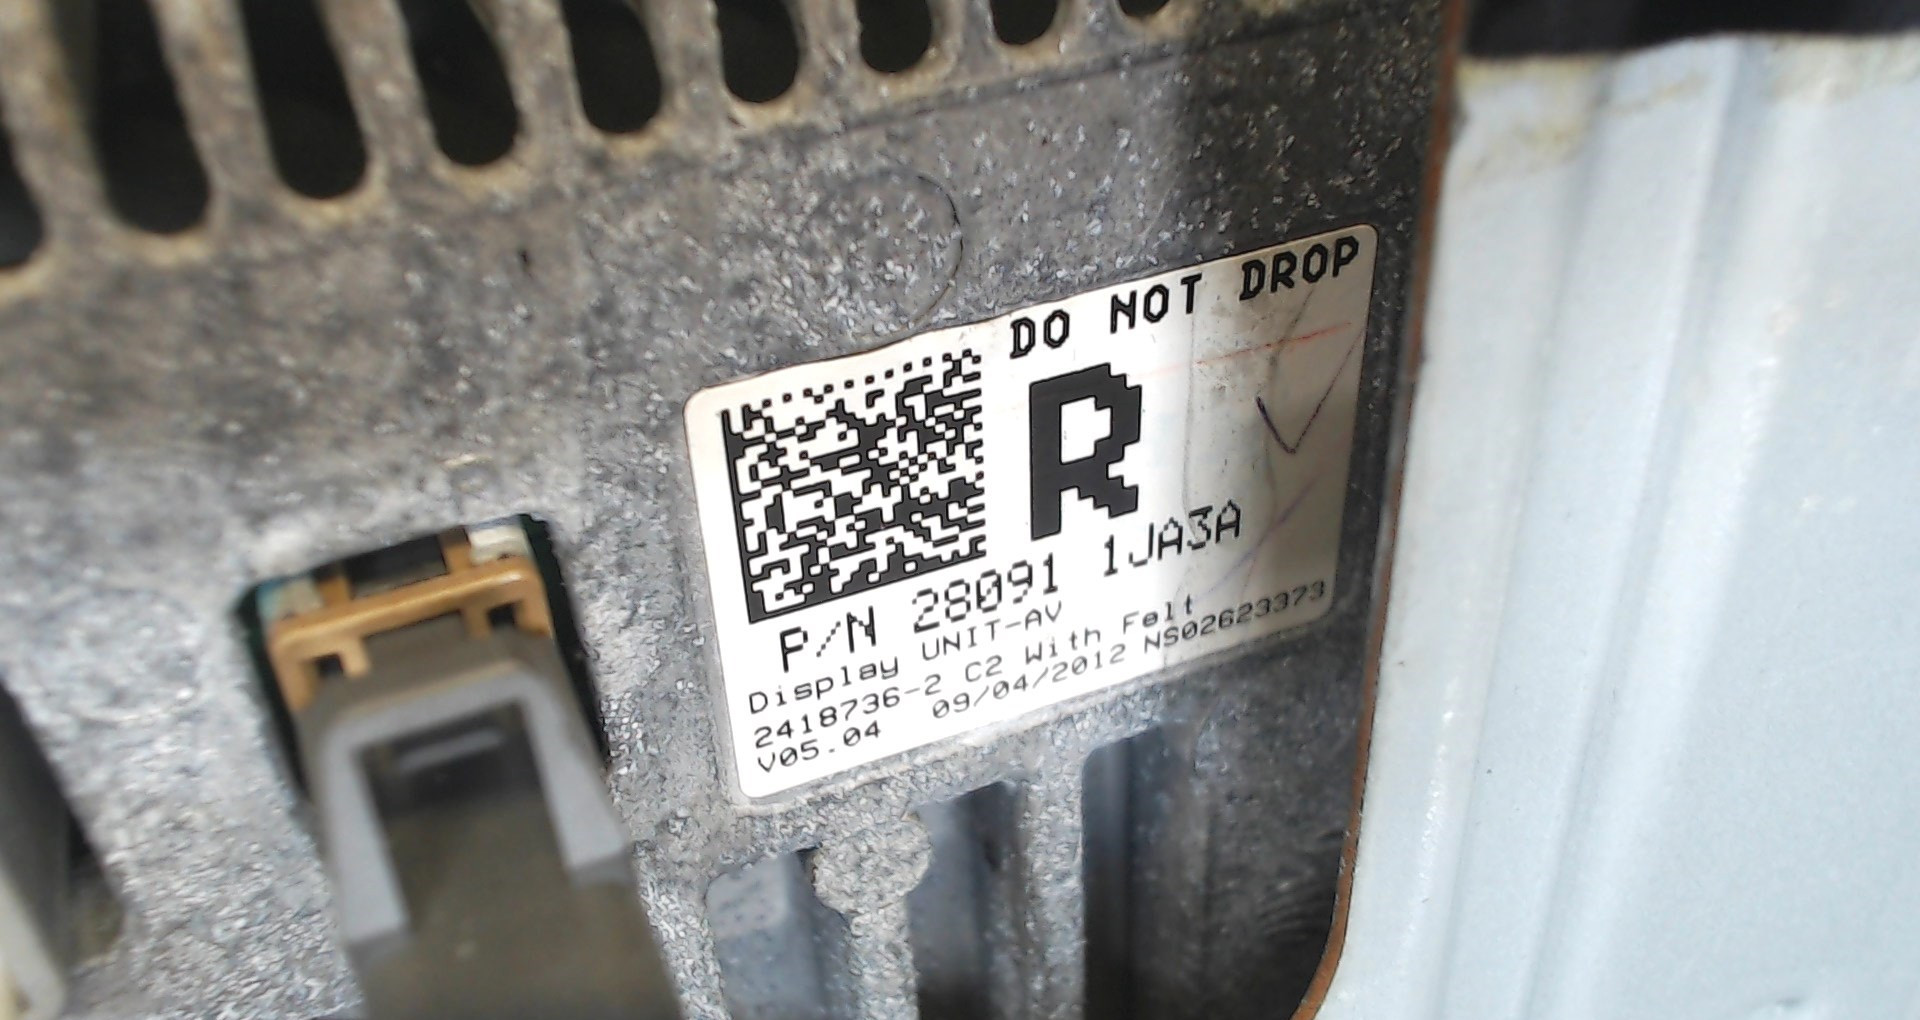 DO NOT DROP
R
P/N 28091 1JA3A
Display UNIT-AV
2418736-2 C2 With Felt
V05.04 09/04/2012 NS02623373